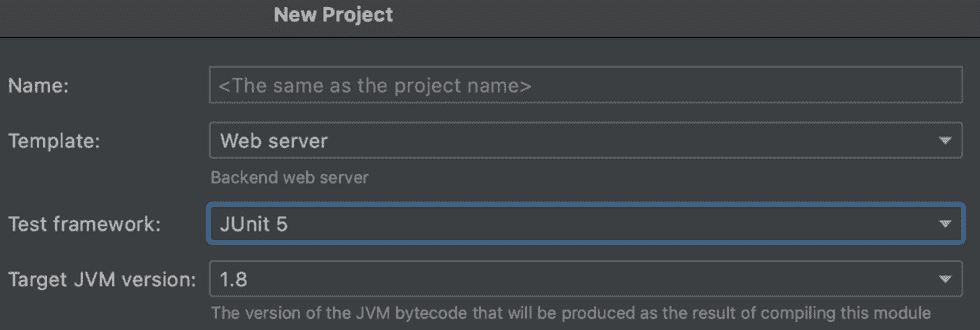 New Project
Name: <The same as the project name>
Template: Web server
Backend web server
Test framework: JUnit 5
Target JVM version: 1.8
The version of the JVM bytecode that will be produced as the result of compiling this module